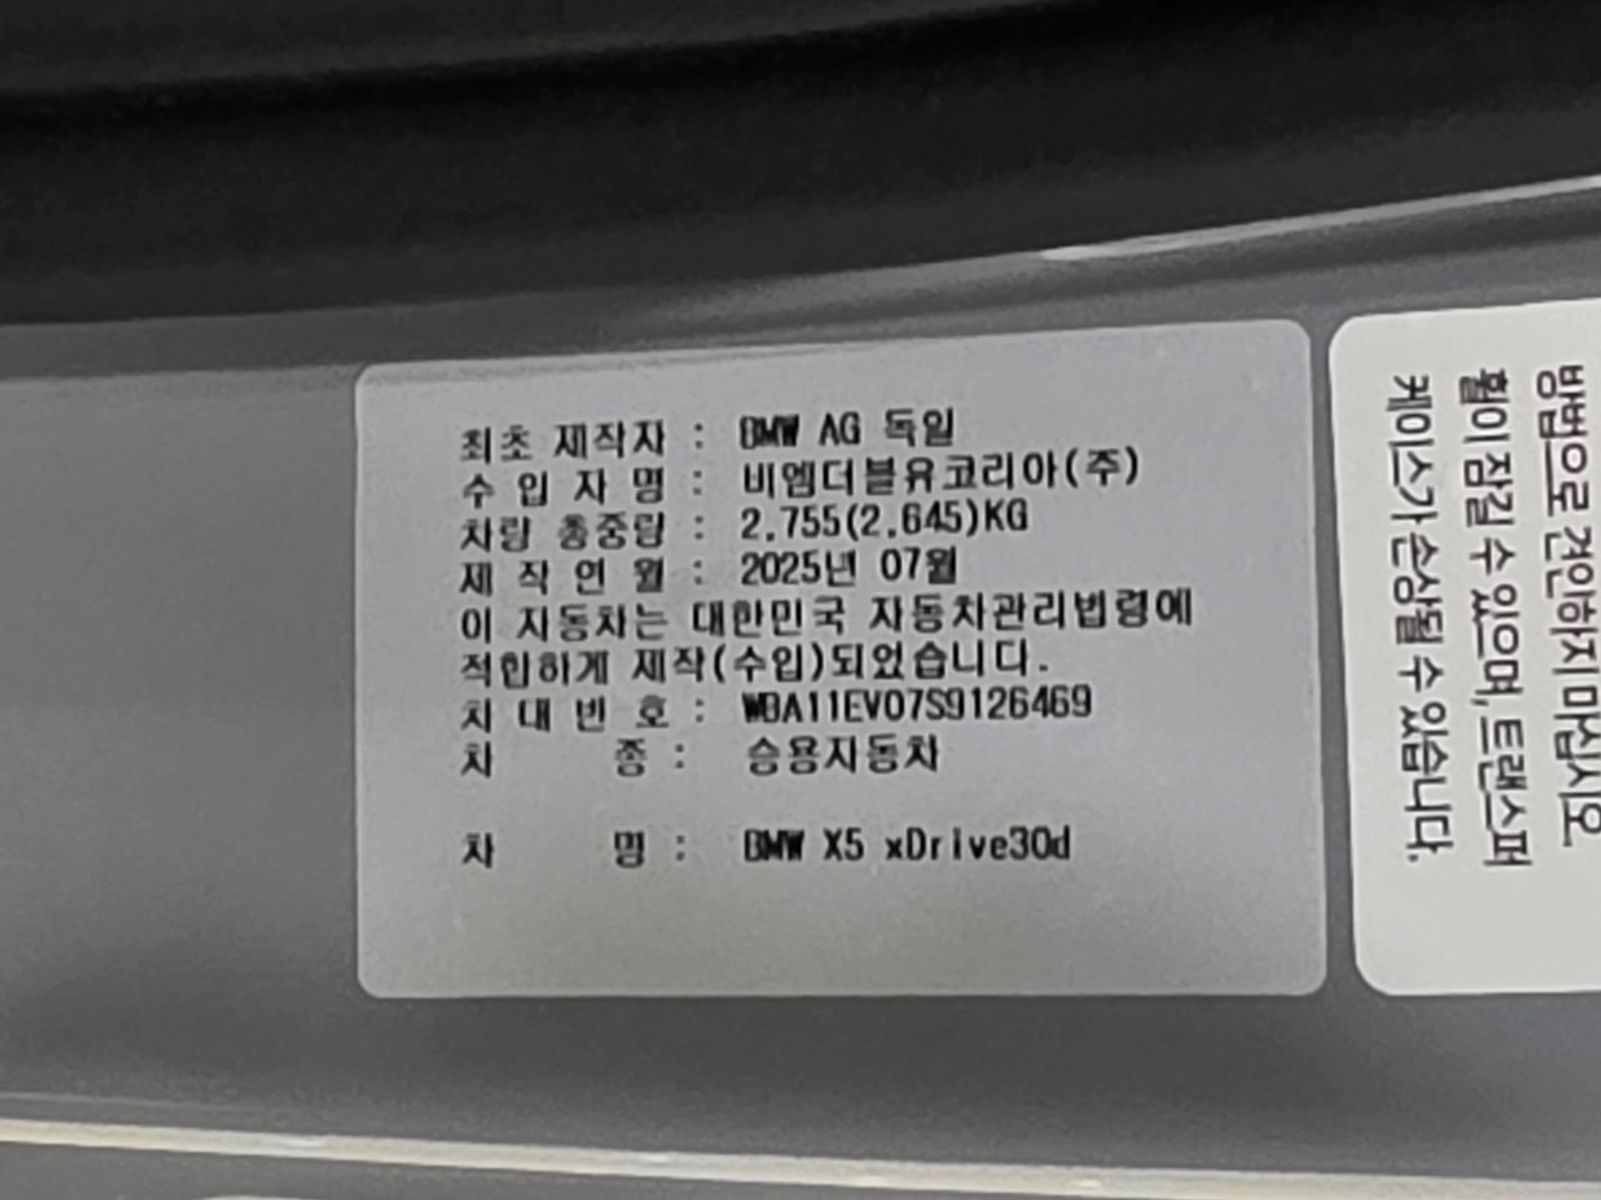 최초 제작자 : BMW AG 독일
수 입 자 명 : 비엠더블유코리아(주)
차량 총중량 : 2,755(2,645)KG
제 작 연 월 : 2025년 07월
이 자동차는 대한민국 자동차관리법령에
적합하게 제작(수입)되었습니다.
차 대 번 호 : WBA11EV07S9126469
차 종 : 승용자동차
차 명 : BMW X5 xDrive30d
방법으로 견인하지 마십시오
휠이 잠길 수 있으며, 트랜스퍼
케이스가 손상될 수 있습니다.